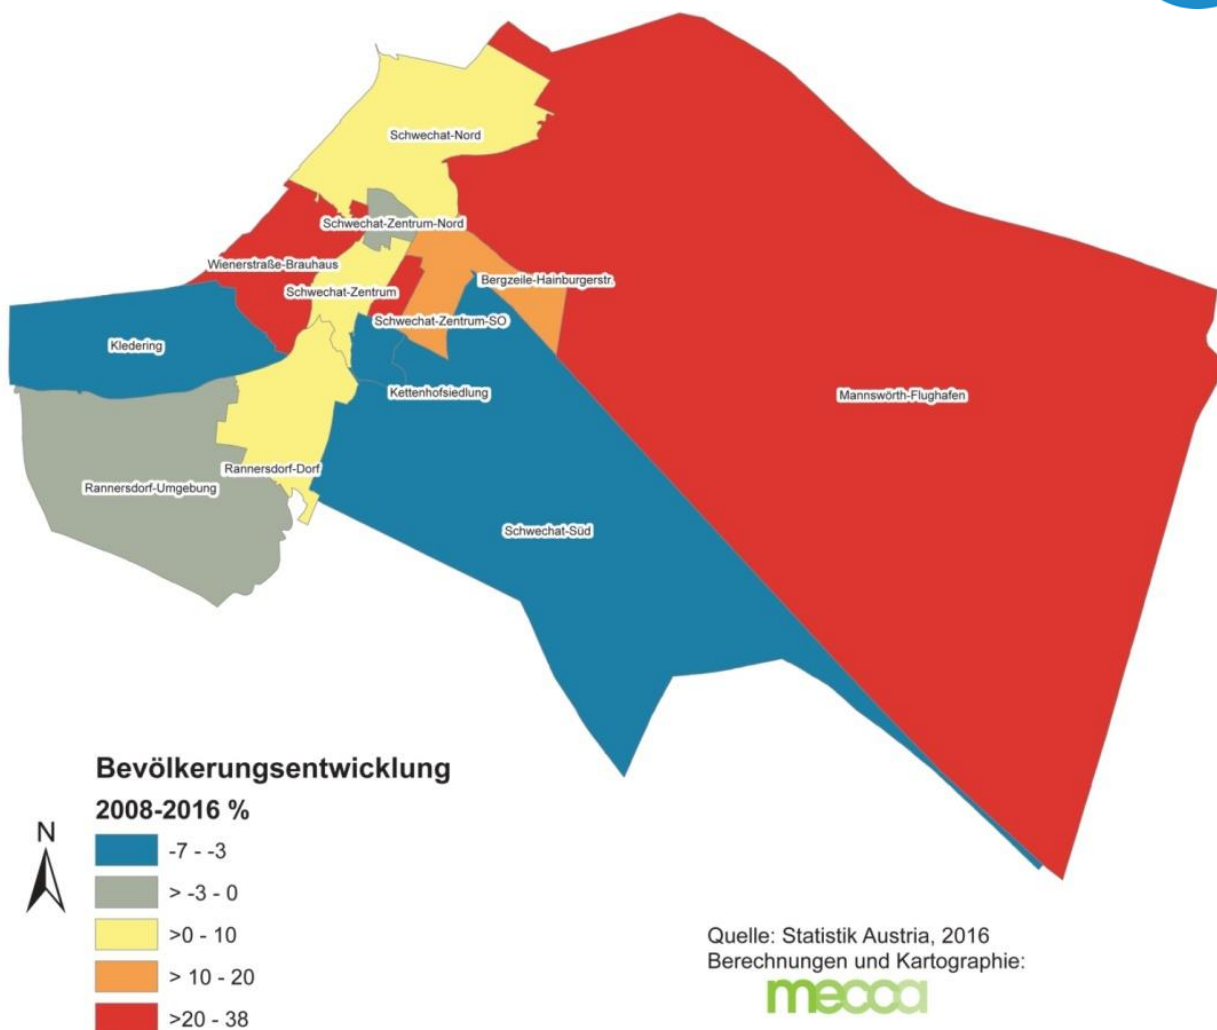 Schwechat-Nord
Schwechat-Zentrum-Nord
Wienerstraße-Brauhaus
Bergzeile-Hainburgerstr.
Schwechat-Zentrum
Schwechat-Zentrum-SO
Kledering
Kettenhofsiedlung
Mannswörth-Flughafen
Rannersdorf-Dorf
Rannersdorf-Umgebung
Schwechat-Süd
Bevölkerungsentwicklung
2008-2016 %
N
-7 - -3
> -3 - 0
>0 - 10
> 10 - 20
>20 - 38
Quelle: Statistik Austria, 2016
Berechnungen und Kartographie:
mecca